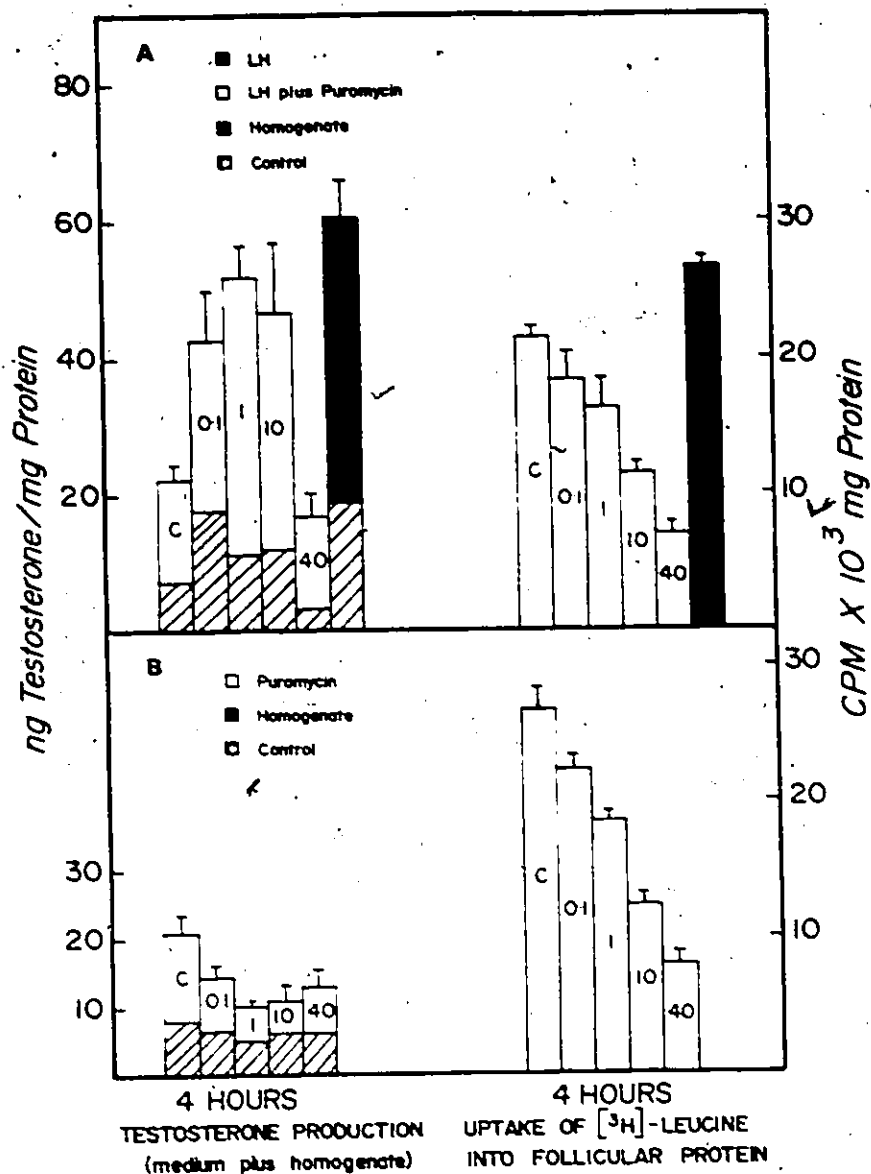 A
LH
LH plus Puromycin
Homogenate
Control
80
60
40
20
30
20
10
C
0·1
1
10
40
C
0·1
1
10
40
ng Testosterone/mg Protein
CPM X 10³ mg Protein
B
Puromycin
Homogenate
Control
30
20
10
30
20
10
C
0·1
1
10
40
C
0·1
1
10
40
4 HOURS
TESTOSTERONE PRODUCTION
(medium plus homogenate)
4 HOURS
UPTAKE OF [³H]-LEUCINE
INTO FOLLICULAR PROTEIN